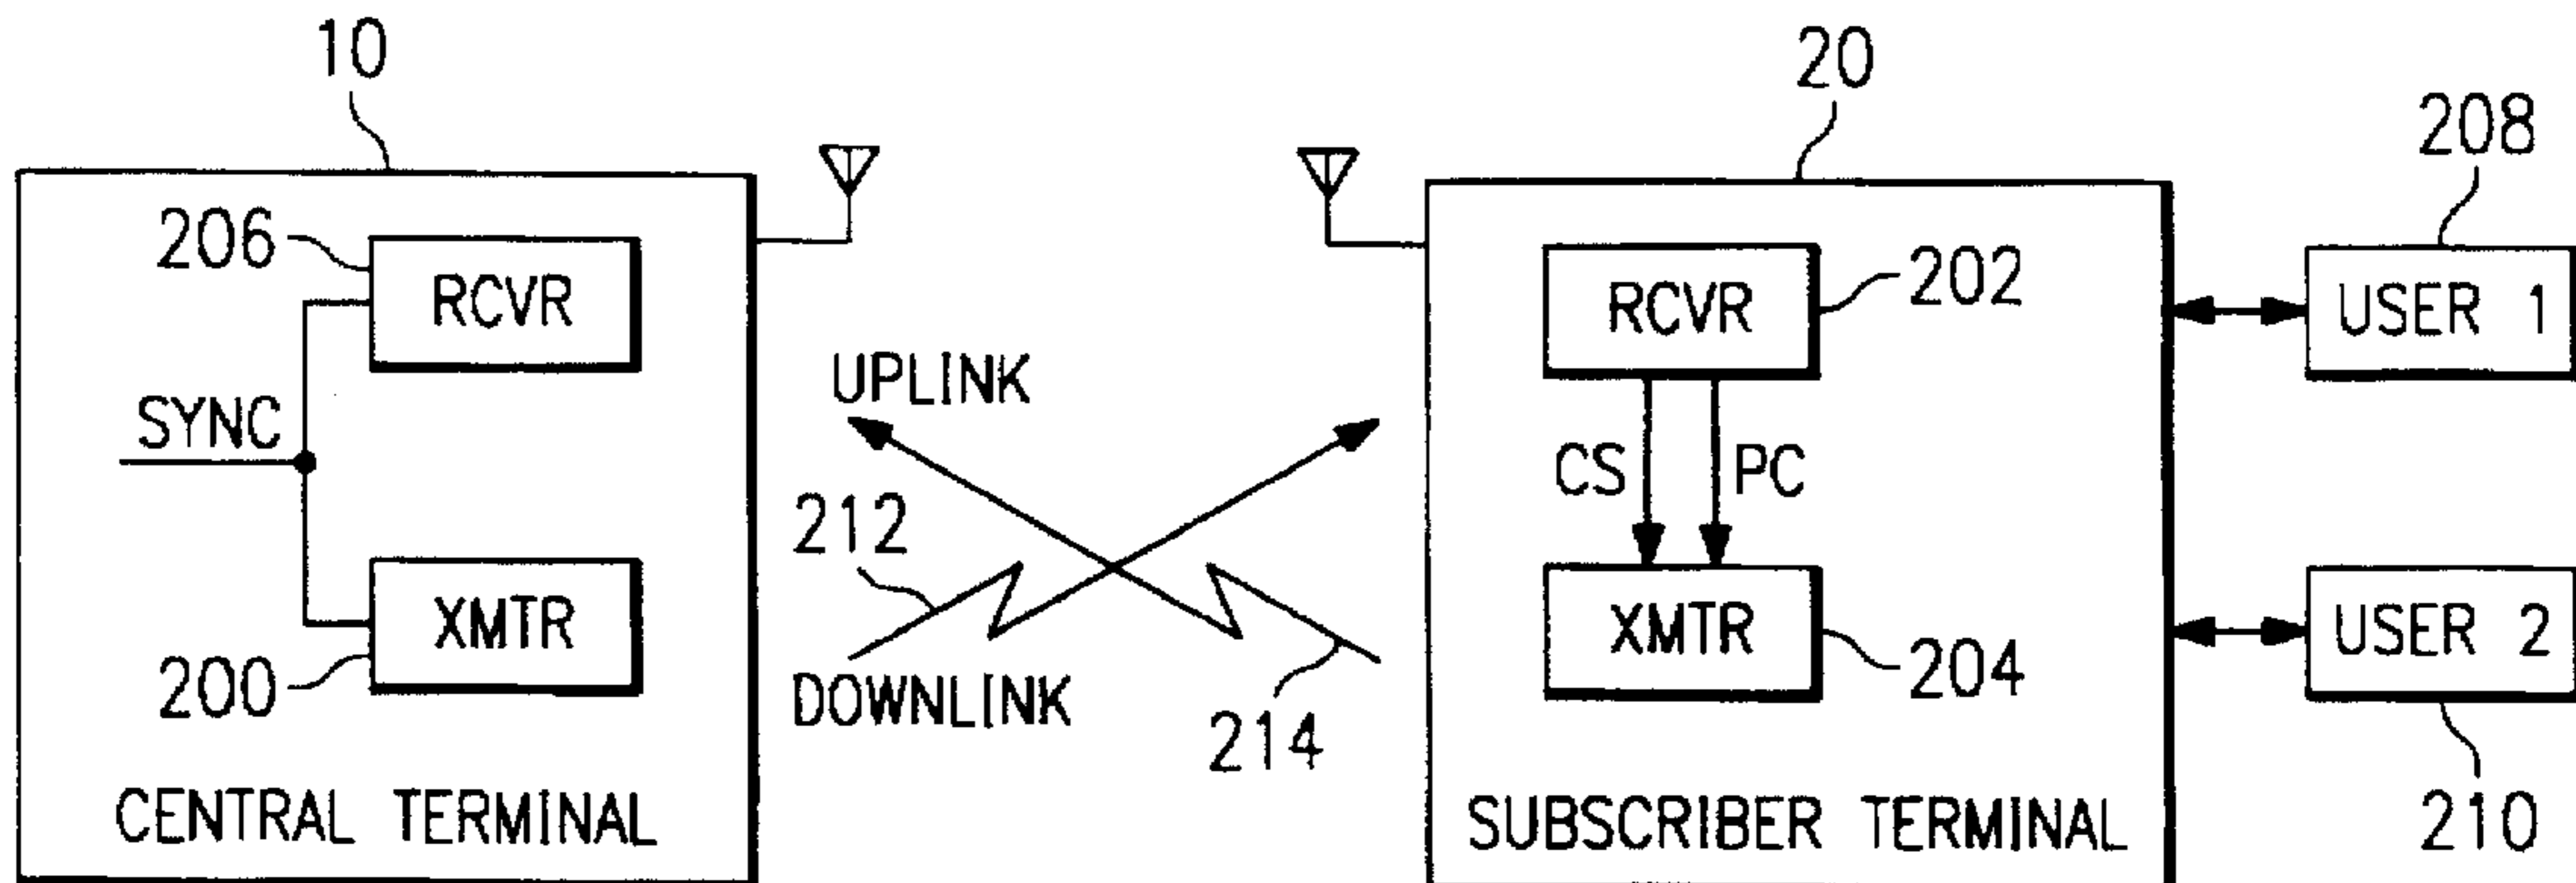 10
20
208
206
RCVR
RCVR
202
USER 1
UPLINK
SYNC
CS
PC
212
XMTR
XMTR
USER 2
200
204
DOWNLINK
214
CENTRAL TERMINAL
SUBSCRIBER TERMINAL
210